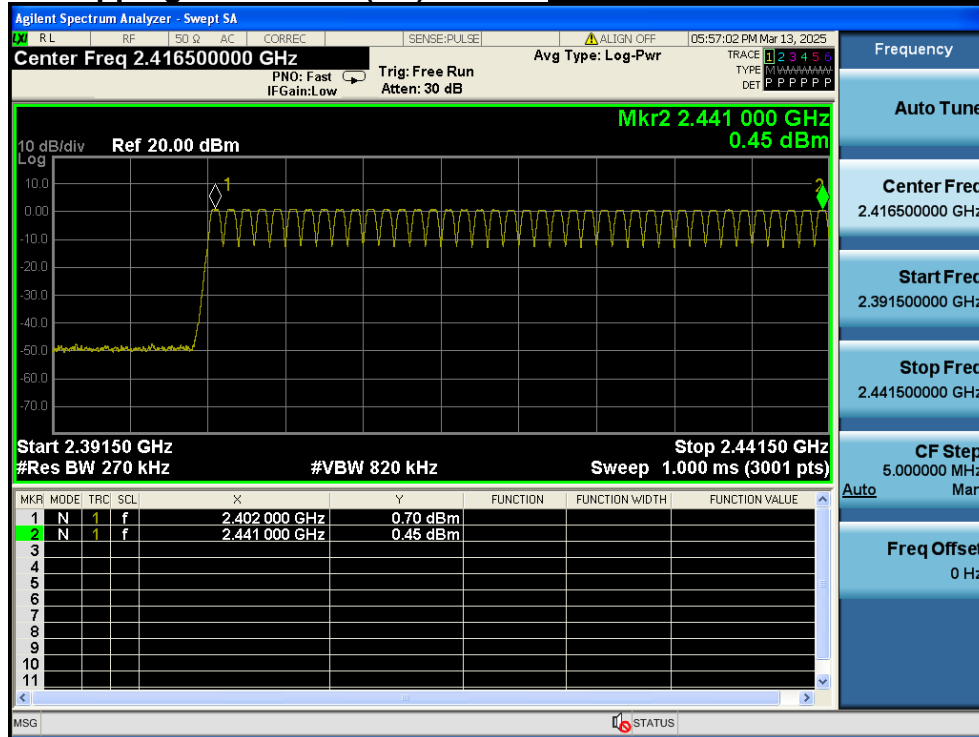 Agilent Spectrum Analyzer - Swept SA
RL RF 50 Ω AC CORREC SENSE:PULSE ALIGN OFF 05:57:02 PM Mar 13, 2025
Center Freq 2.416500000 GHz
PNO: Fast
IFGain:Low
Trig: Free Run
Atten: 30 dB
Avg Type: Log-Pwr
TRACE 1 2 3 4 5 6
TYPE M W W W W W
DET P P P P P P
Mkr2 2.441 000 GHz
0.45 dBm
10 dB/div Ref 20.00 dBm
Log
10.0
0.00
-10.0
-20.0
-30.0
-40.0
-50.0
-60.0
-70.0
1
2
Start 2.39150 GHz Stop 2.44150 GHz
#Res BW 270 kHz #VBW 820 kHz Sweep 1.000 ms (3001 pts)
MKR MODE TRC SCL X Y FUNCTION FUNCTION WIDTH FUNCTION VALUE
1 N 1 f 2.402 000 GHz 0.70 dBm
2 N 1 f 2.441 000 GHz 0.45 dBm
3
4
5
6
7
8
9
10
11
MSG STATUS
Frequency
Auto Tune
Center Freq
2.416500000 GHz
Start Freq
2.391500000 GHz
Stop Freq
2.441500000 GHz
CF Step
5.000000 MHz
Auto Man
Freq Offset
0 Hz